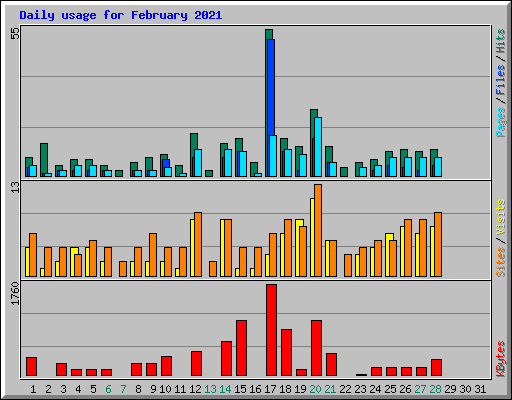 Daily usage for February 2021
55
Pages / Files / Hits
13
Sites / Visits
1760
KBytes
1 2 3 4 5 6 7 8 9 10 11 12 13 14 15 16 17 18 19 20 21 22 23 24 25 26 27 28 29 30 31